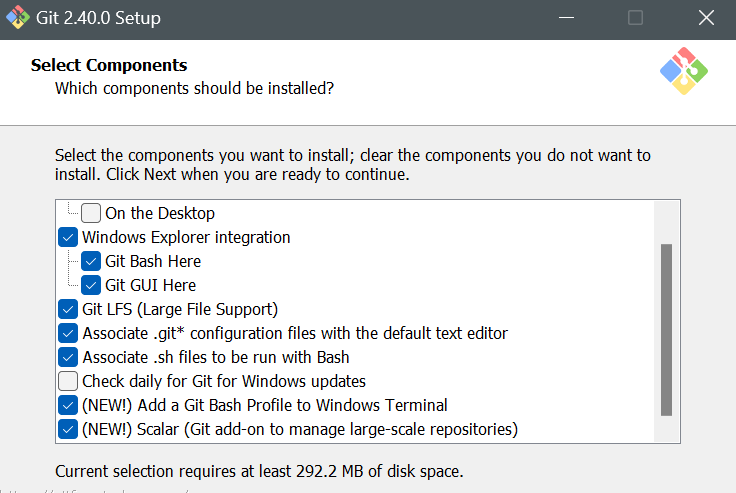 Git 2.40.0 Setup
Select Components
Which components should be installed?
Select the components you want to install; clear the components you do not want to
install. Click Next when you are ready to continue.
On the Desktop
Windows Explorer integration
Git Bash Here
Git GUI Here
Git LFS (Large File Support)
Associate .git* configuration files with the default text editor
Associate .sh files to be run with Bash
Check daily for Git for Windows updates
(NEW!) Add a Git Bash Profile to Windows Terminal
(NEW!) Scalar (Git add-on to manage large-scale repositories)
Current selection requires at least 292.2 MB of disk space.